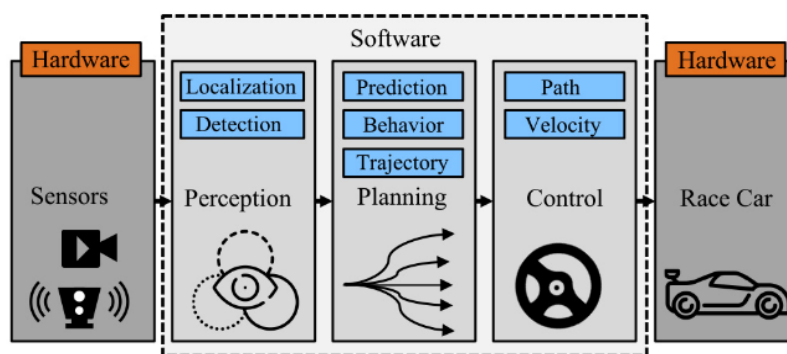 Software
Hardware
Sensors
Localization
Detection
Perception
Prediction
Behavior
Trajectory
Planning
Path
Velocity
Control
Hardware
Race Car